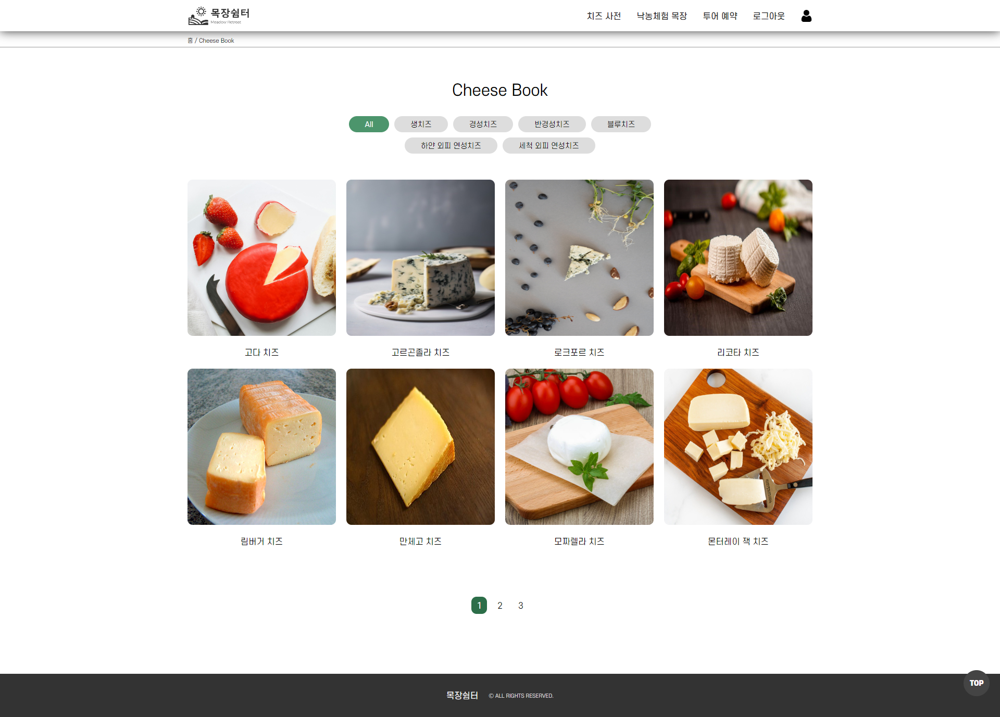 목장쉼터
Meadow Retreat
치즈 사전 낙농체험 목장 투어 예약 로그아웃
홈 / Cheese Book
Cheese Book
All 생치즈 경성치즈 반경성치즈 블루치즈
하얀 외피 연성치즈 세척 외피 연성치즈
고다 치즈 고르곤졸라 치즈 로크포르 치즈 리코타 치즈
림버거 치즈 만체고 치즈 모짜렐라 치즈 몬터레이 잭 치즈
1 2 3
TOP
목장쉼터 © ALL RIGHTS RESERVED.